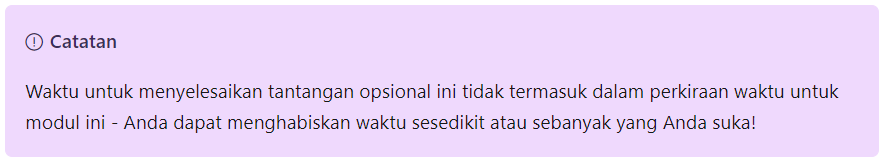 Catatan
Waktu untuk menyelesaikan tantangan opsional ini tidak termasuk dalam perkiraan waktu untuk
modul ini - Anda dapat menghabiskan waktu sesedikit atau sebanyak yang Anda suka!